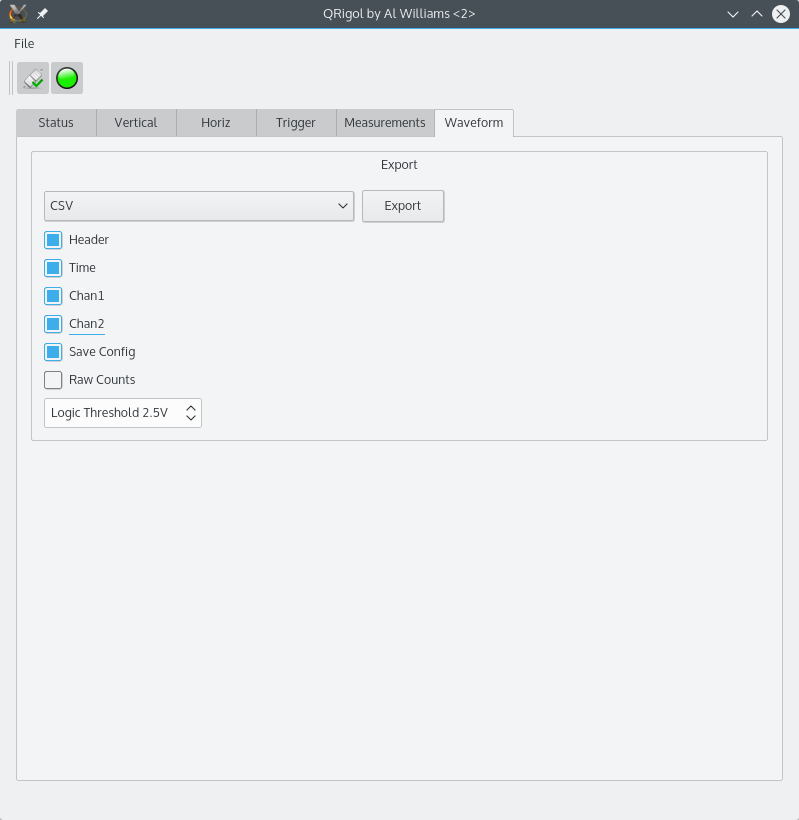 QRigol by Al Williams <2>
File
Status Vertical Horiz Trigger Measurements Waveform
Export
CSV Export
Header
Time
Chan1
Chan2
Save Config
Raw Counts
Logic Threshold 2.5V